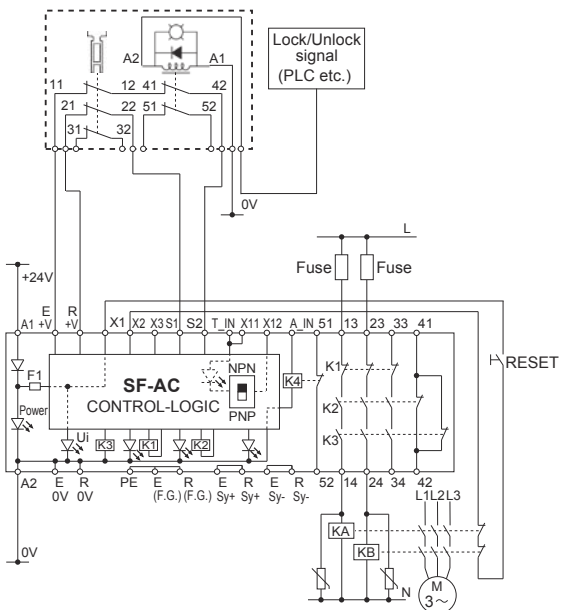 Lock/Unlock
signal
(PLC etc.)
A2 A1
11 12 41 42
21 22 51 52
31 32
0V
L
Fuse Fuse
+24V
A1 E +V R +V X1 X2 X3 S1 S2 T_IN X11 X12 A_IN 51 13 23 33 41
RESET
F1
SF-AC
CONTROL-LOGIC
NPN
PNP
K4
K1
K2
K3
Power
Ui
K3 K1 K2
A2 E 0V R 0V PE E (F.G.) R (F.G.) E Sy+ R Sy+ E Sy- R Sy- 52 14 24 34 42
L1 L2 L3
0V
KA
KB
N
M
3~